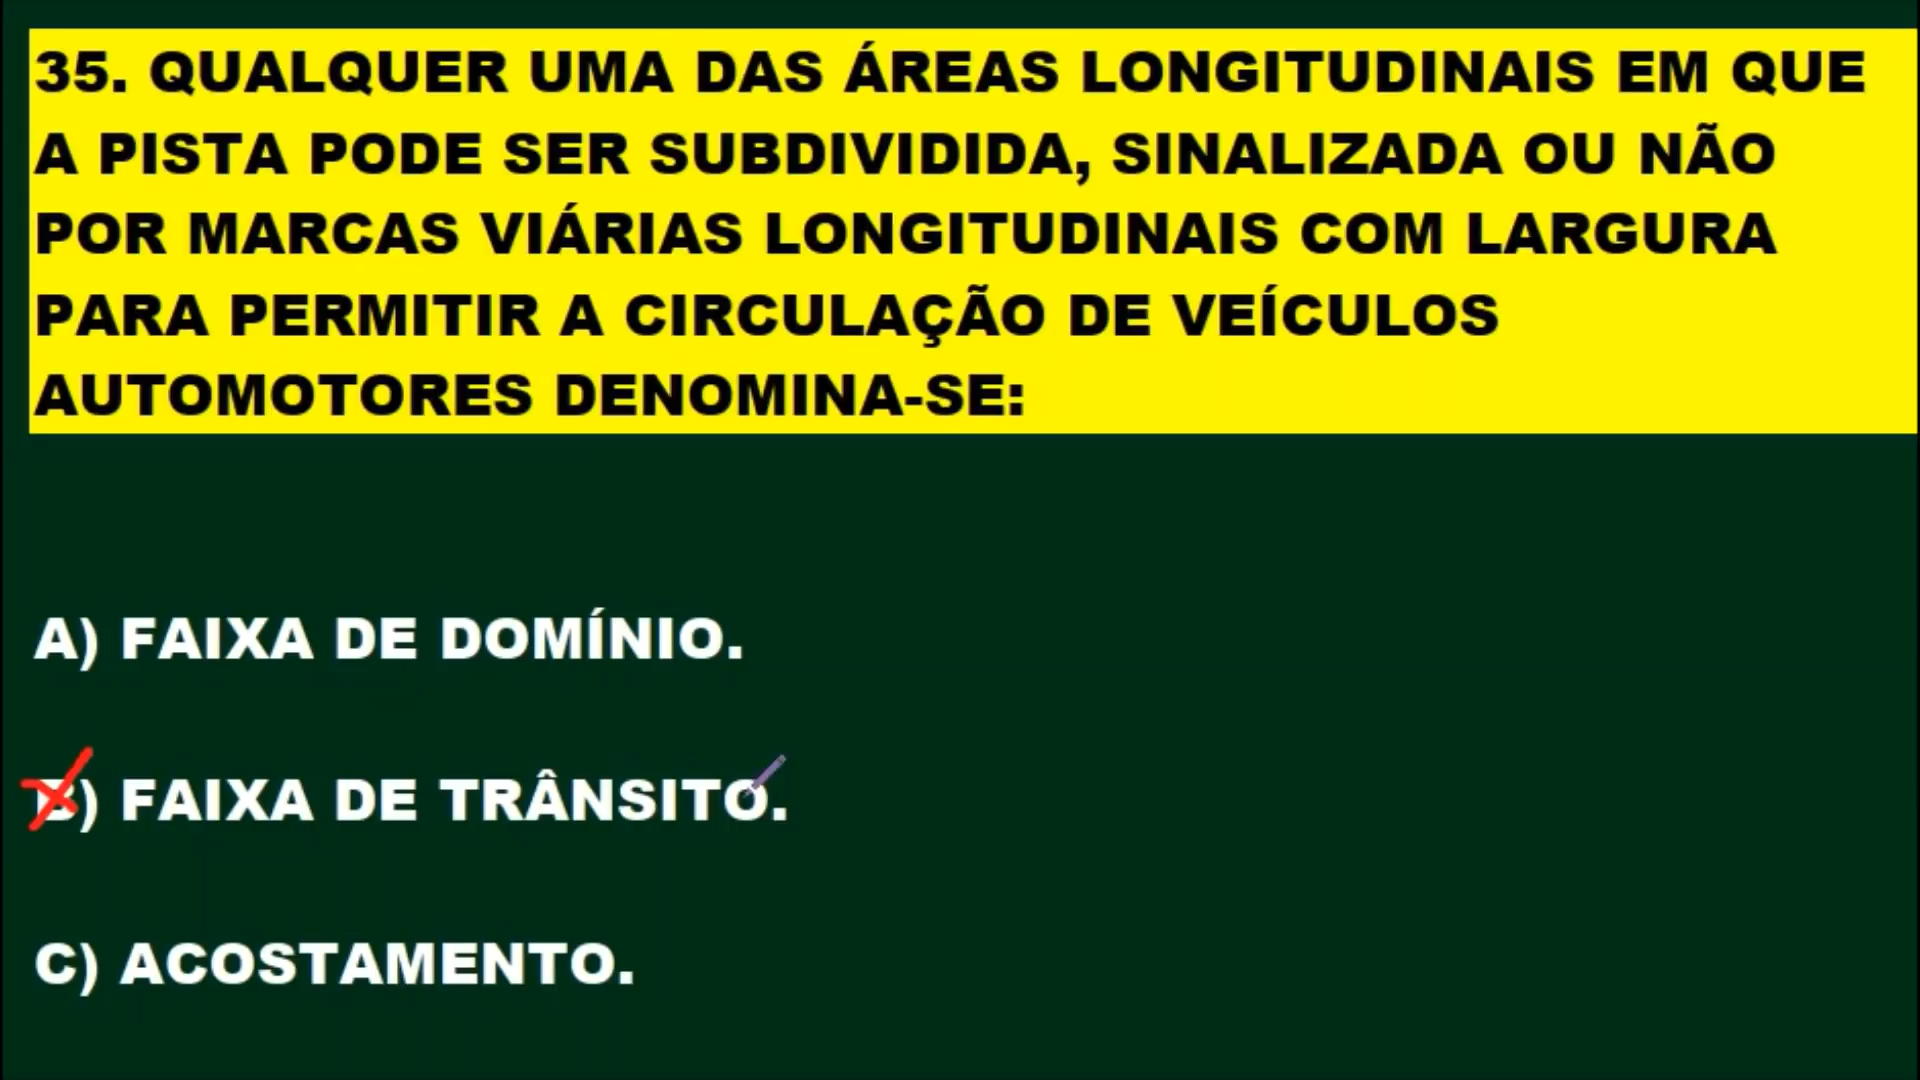 35. QUALQUER UMA DAS ÁREAS LONGITUDINAIS EM QUE
A PISTA PODE SER SUBDIVIDIDA, SINALIZADA OU NÃO
POR MARCAS VIÁRIAS LONGITUDINAIS COM LARGURA
PARA PERMITIR A CIRCULAÇÃO DE VEÍCULOS
AUTOMOTORES DENOMINA-SE:
A) FAIXA DE DOMÍNIO.
B) FAIXA DE TRÂNSITO.
C) ACOSTAMENTO.